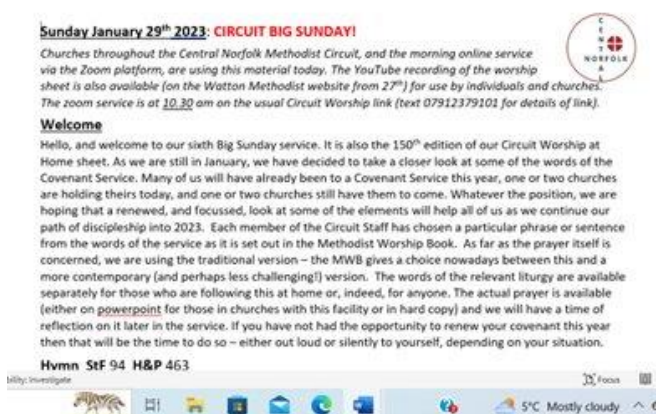 Sunday January 29th 2023: CIRCUIT BIG SUNDAY!
CENTRAL
NORFOLK
Churches throughout the Central Norfolk Methodist Circuit, and the morning online service
via the Zoom platform, are using this material today. The YouTube recording of the worship
sheet is also available (on the Watton Methodist website from 27th) for use by individuals and churches.
The zoom service is at 10.30 am on the usual Circuit Worship link (text 07912379101 for details of link).
Welcome
Hello, and welcome to our sixth Big Sunday service. It is also the 150th edition of our Circuit Worship at
Home sheet. As we are still in January, we have decided to take a closer look at some of the words of the
Covenant Service. Many of us will have already been to a Covenant Service this year, one or two churches
are holding theirs today, and one or two churches still have them to come. Whatever the position, we are
hoping that a renewed, and focussed, look at some of the elements will help all of us as we continue our
path of discipleship into 2023. Each member of the Circuit Staff has chosen a particular phrase or sentence
from the words of the service as it is set out in the Methodist Worship Book. As far as the prayer itself is
concerned, we are using the traditional version – the MWB gives a choice nowadays between this and a
more contemporary (and perhaps less challenging!) version. The words of the relevant liturgy are available
separately for those who are following this at home or, indeed, for anyone. The actual prayer is available
(either on powerpoint for those in churches with this facility or in hard copy) and we will have a time of
reflection on it later in the service. If you have not had the opportunity to renew your covenant this year
then that will be the time to do so – either out loud or silently to yourself, depending on your situation.
Hymn StF 94 H&P 463
bility: Investigate
Focus
5°C Mostly cloudy